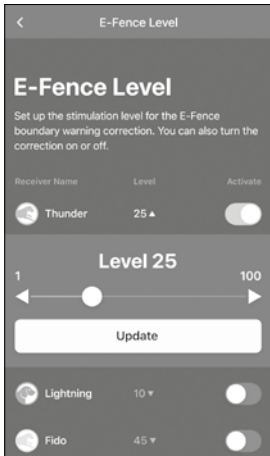 E-Fence Level
E-Fence Level
Set up the stimulation level for the E-Fence
boundary warning correction. You can also turn the
correction on or off.
Receiver Name Level Activate
Thunder 25▲
Level 25
1 100
Update
Lightning 10▼
Fido 45▼